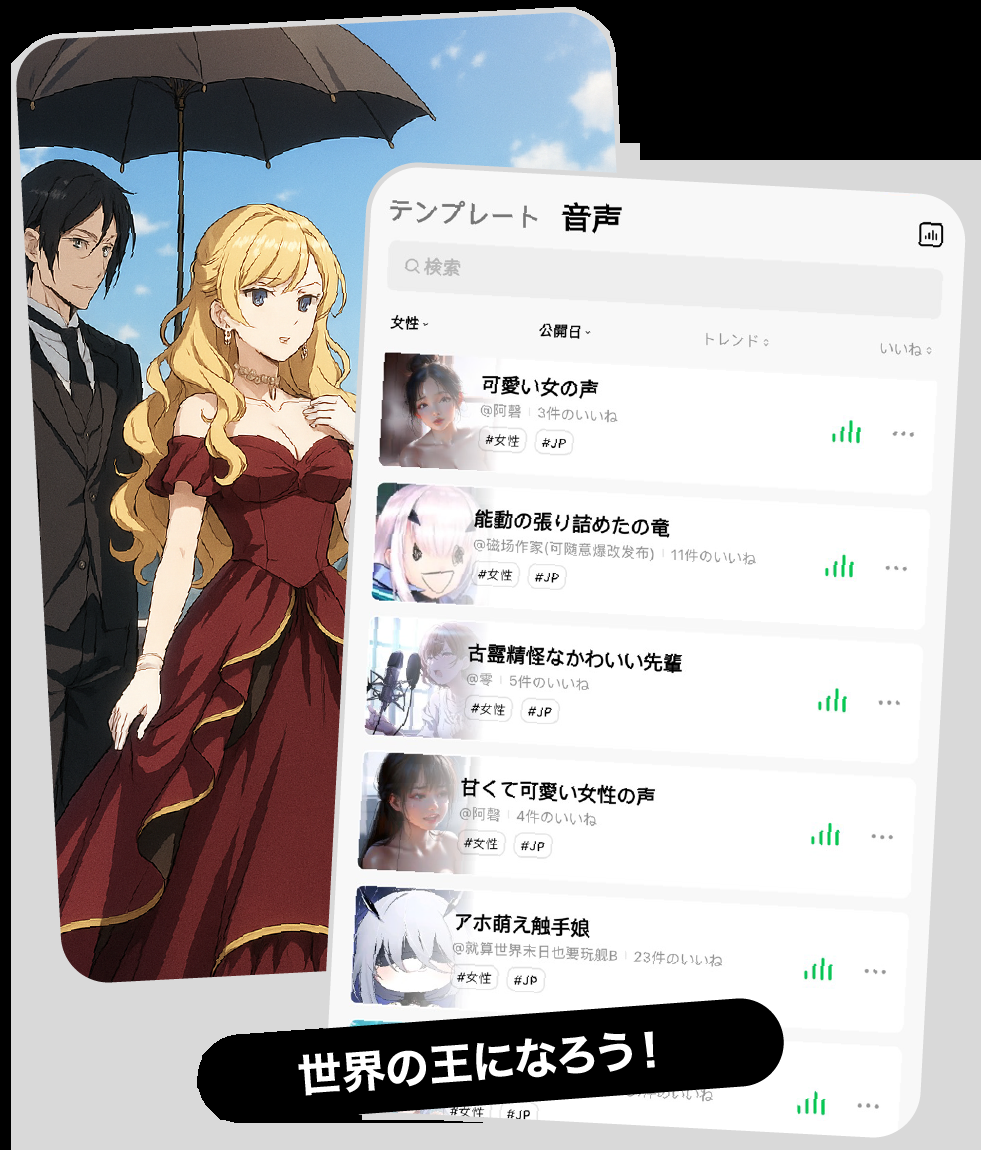 テンプレート 音声
検索
女性 公開日 トレンド いいね
可愛い女の声
@阿磬 3件のいいね
#女性 #JP
能動の張り詰めたの竜
@磁场作家(可随意爆改发布) 11件のいいね
#女性 #JP
古靈精怪なかわいい先輩
@零 5件のいいね
#女性 #JP
甘くて可愛い女性の声
@阿磬 4件のいいね
#女性 #JP
アホ萌え触手娘
@就算世界末日也要玩舰B 23件のいいね
#女性 #JP
世界の王になろう!
件のいいね
#女性 #JP